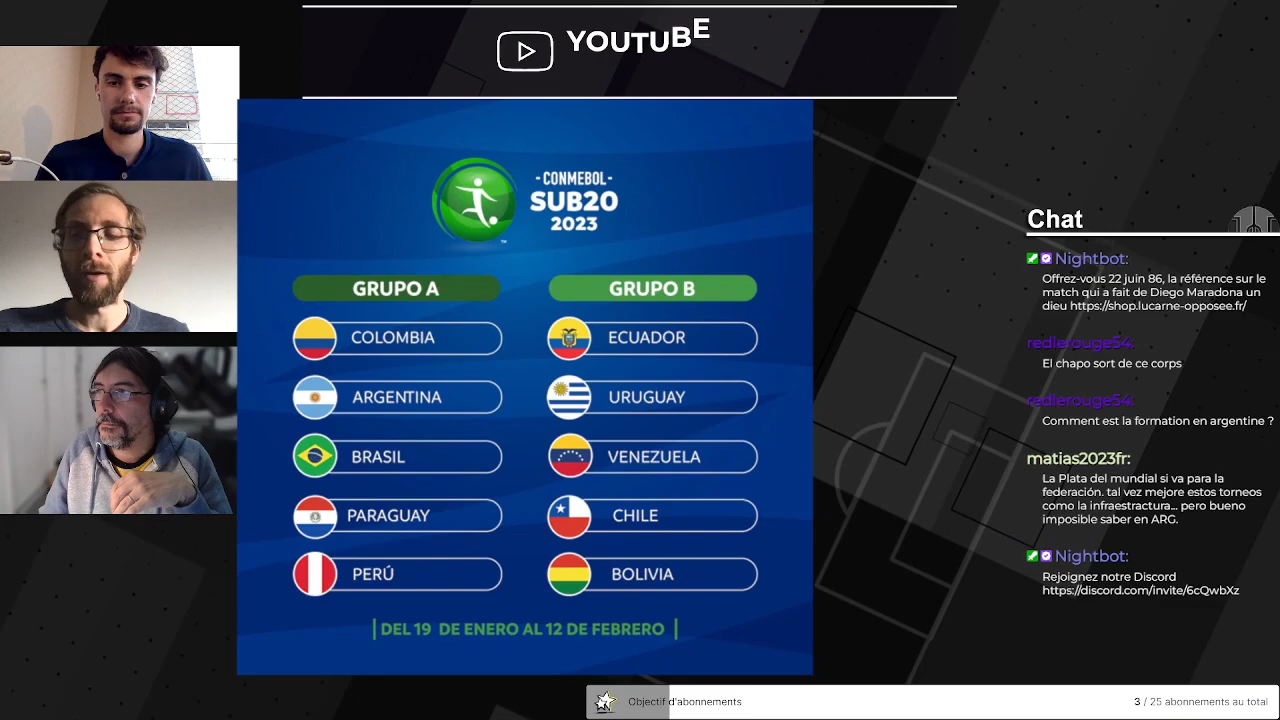 YOUTUBE
- CONMEBOL -
SUB20
2023
TM
GRUPO A
COLOMBIA
ARGENTINA
BRASIL
PARAGUAY
PERÚ
GRUPO B
ECUADOR
URUGUAY
VENEZUELA
CHILE
BOLIVIA
DEL 19 DE ENERO AL 12 DE FEBRERO
Chat
Nightbot:
Offrez-vous 22 juin 86, la référence sur le
match qui a fait de Diego Maradona un
dieu https://shop.lucarne-opposee.fr/
redlerouge54:
El chapo sort de ce corps
redlerouge54:
Comment est la formation en argentine ?
matias2023fr:
La Plata del mundial si va para la
federación. tal vez mejore estos torneos
como la infraestractura... pero bueno
imposible saber en ARG.
Nightbot:
Rejoignez notre Discord
https://discord.com/invite/6cQwbXz
Objectif d'abonnements
3 / 25 abonnements au total